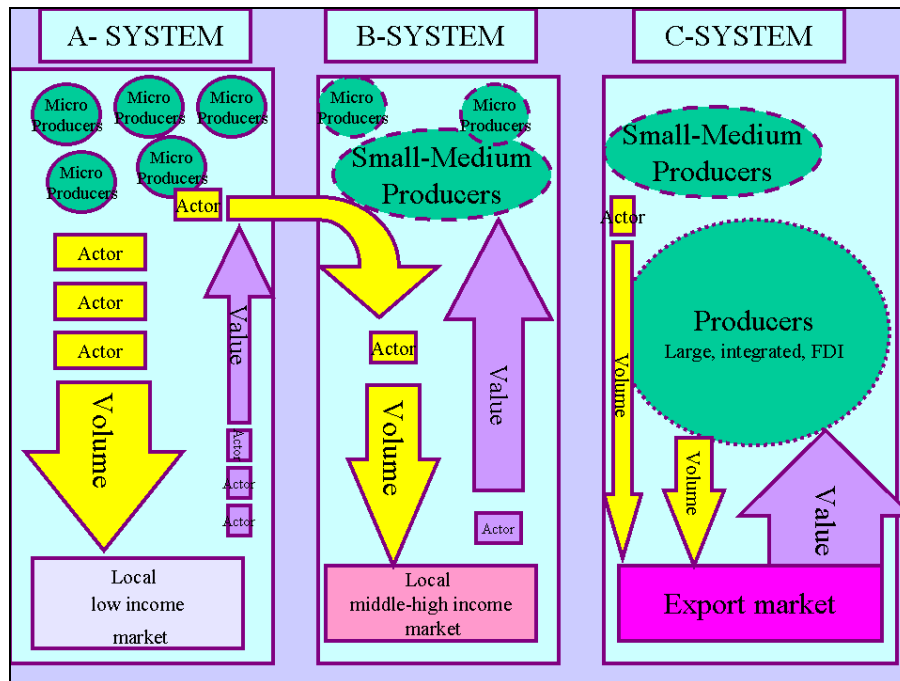 A- SYSTEM
Micro
Producers
Micro
Producers
Micro
Producers
Micro
Producers
Micro
Producers
Actor
Actor
Actor
Actor
Volume
Value
Actor
Actor
Actor
Local
low income
market
B-SYSTEM
Micro
Producers
Micro
Producers
Small-Medium
Producers
Actor
Volume
Value
Actor
Local
middle-high income
market
C-SYSTEM
Small-Medium
Producers
Actor
Volume
Producers
Large, integrated, FDI
Volume
Value
Export market